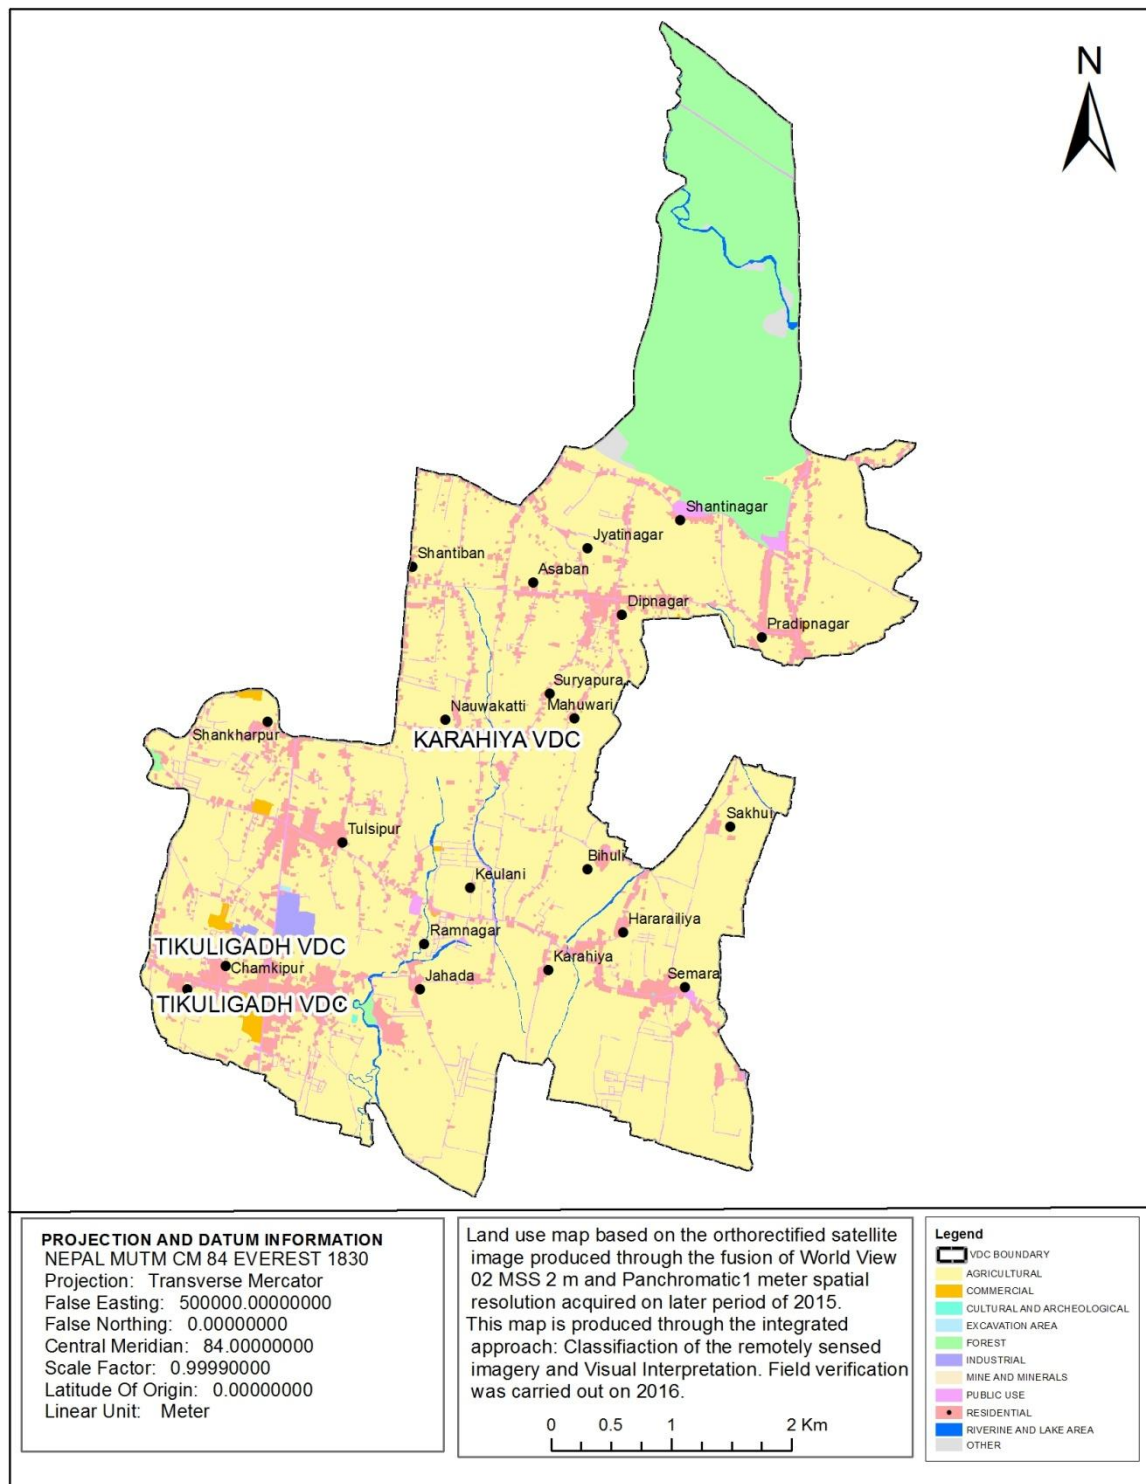 N
Shantinagar
Jyatinagar
Shantiban
Asaban
Dipnagar
Pradipnagar
Suryapura
Nauwakatti
Mahuwari
Shankharpur
KARAHIYA VDC
Sakhui
Tulsipur
Bihuli
Keulani
Hararailiya
Ramnagar
TIKULIGADH VDC
Karahiya
Chamkipur
Jahada
Semara
TIKULIGADH VDC
PROJECTION AND DATUM INFORMATION
NEPAL MUTM CM 84 EVEREST 1830
Projection: Transverse Mercator
False Easting: 500000.00000000
False Northing: 0.00000000
Central Meridian: 84.00000000
Scale Factor: 0.99990000
Latitude Of Origin: 0.00000000
Linear Unit: Meter
Land use map based on the orthorectified satellite
image produced through the fusion of World View
02 MSS 2 m and Panchromatic1 meter spatial
resolution acquired on later period of 2015.
This map is produced through the integrated
approach: Classifiaction of the remotely sensed
imagery and Visual Interpretation. Field verification
was carried out on 2016.
0 0.5 1 2 Km
Legend
VDC BOUNDARY
AGRICULTURAL
COMMERCIAL
CULTURAL AND ARCHEOLOGICAL
EXCAVATION AREA
FOREST
INDUSTRIAL
MINE AND MINERALS
PUBLIC USE
RESIDENTIAL
RIVERINE AND LAKE AREA
OTHER